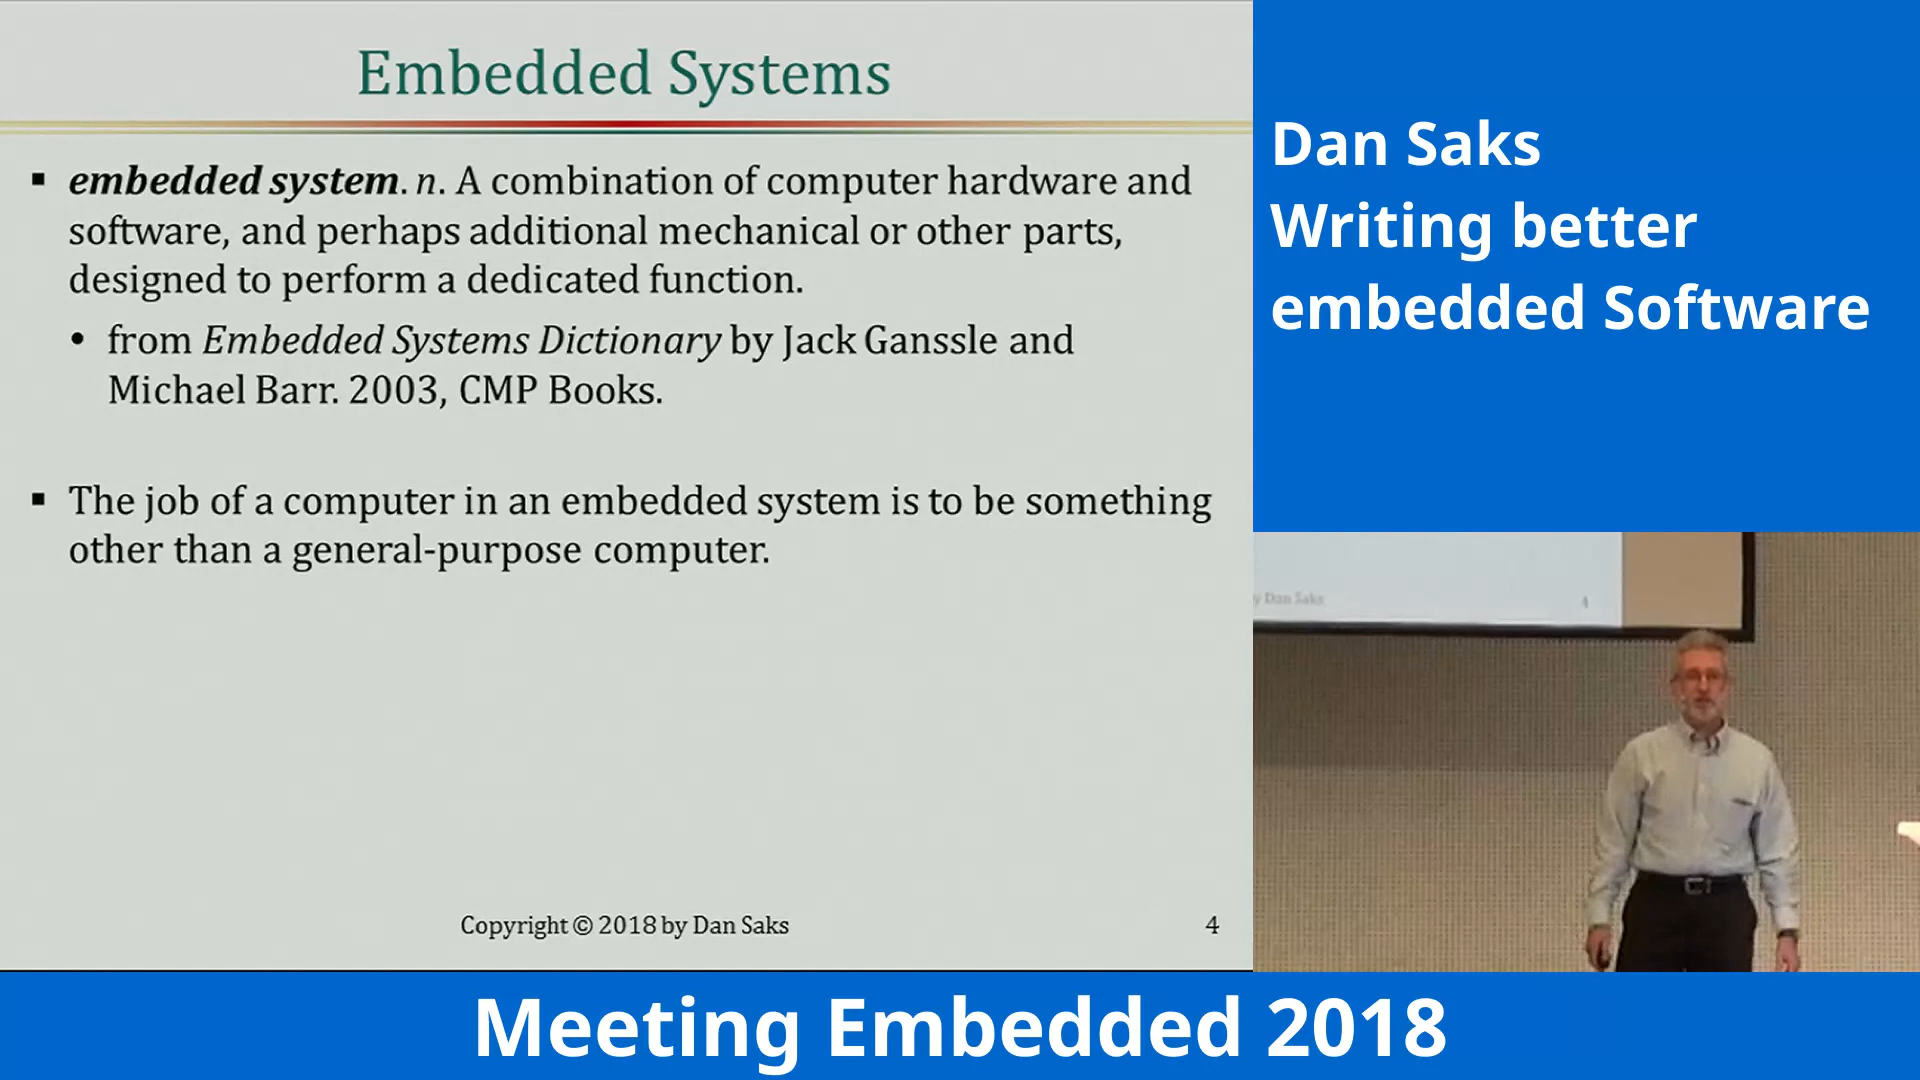 Embedded Systems
▪ embedded system. n. A combination of computer hardware and
software, and perhaps additional mechanical or other parts,
designed to perform a dedicated function.
• from Embedded Systems Dictionary by Jack Ganssle and
Michael Barr. 2003, CMP Books.
▪ The job of a computer in an embedded system is to be something
other than a general-purpose computer.
Copyright © 2018 by Dan Saks
4
Dan Saks
Writing better
embedded Software
y Dan Saks
4
Meeting Embedded 2018